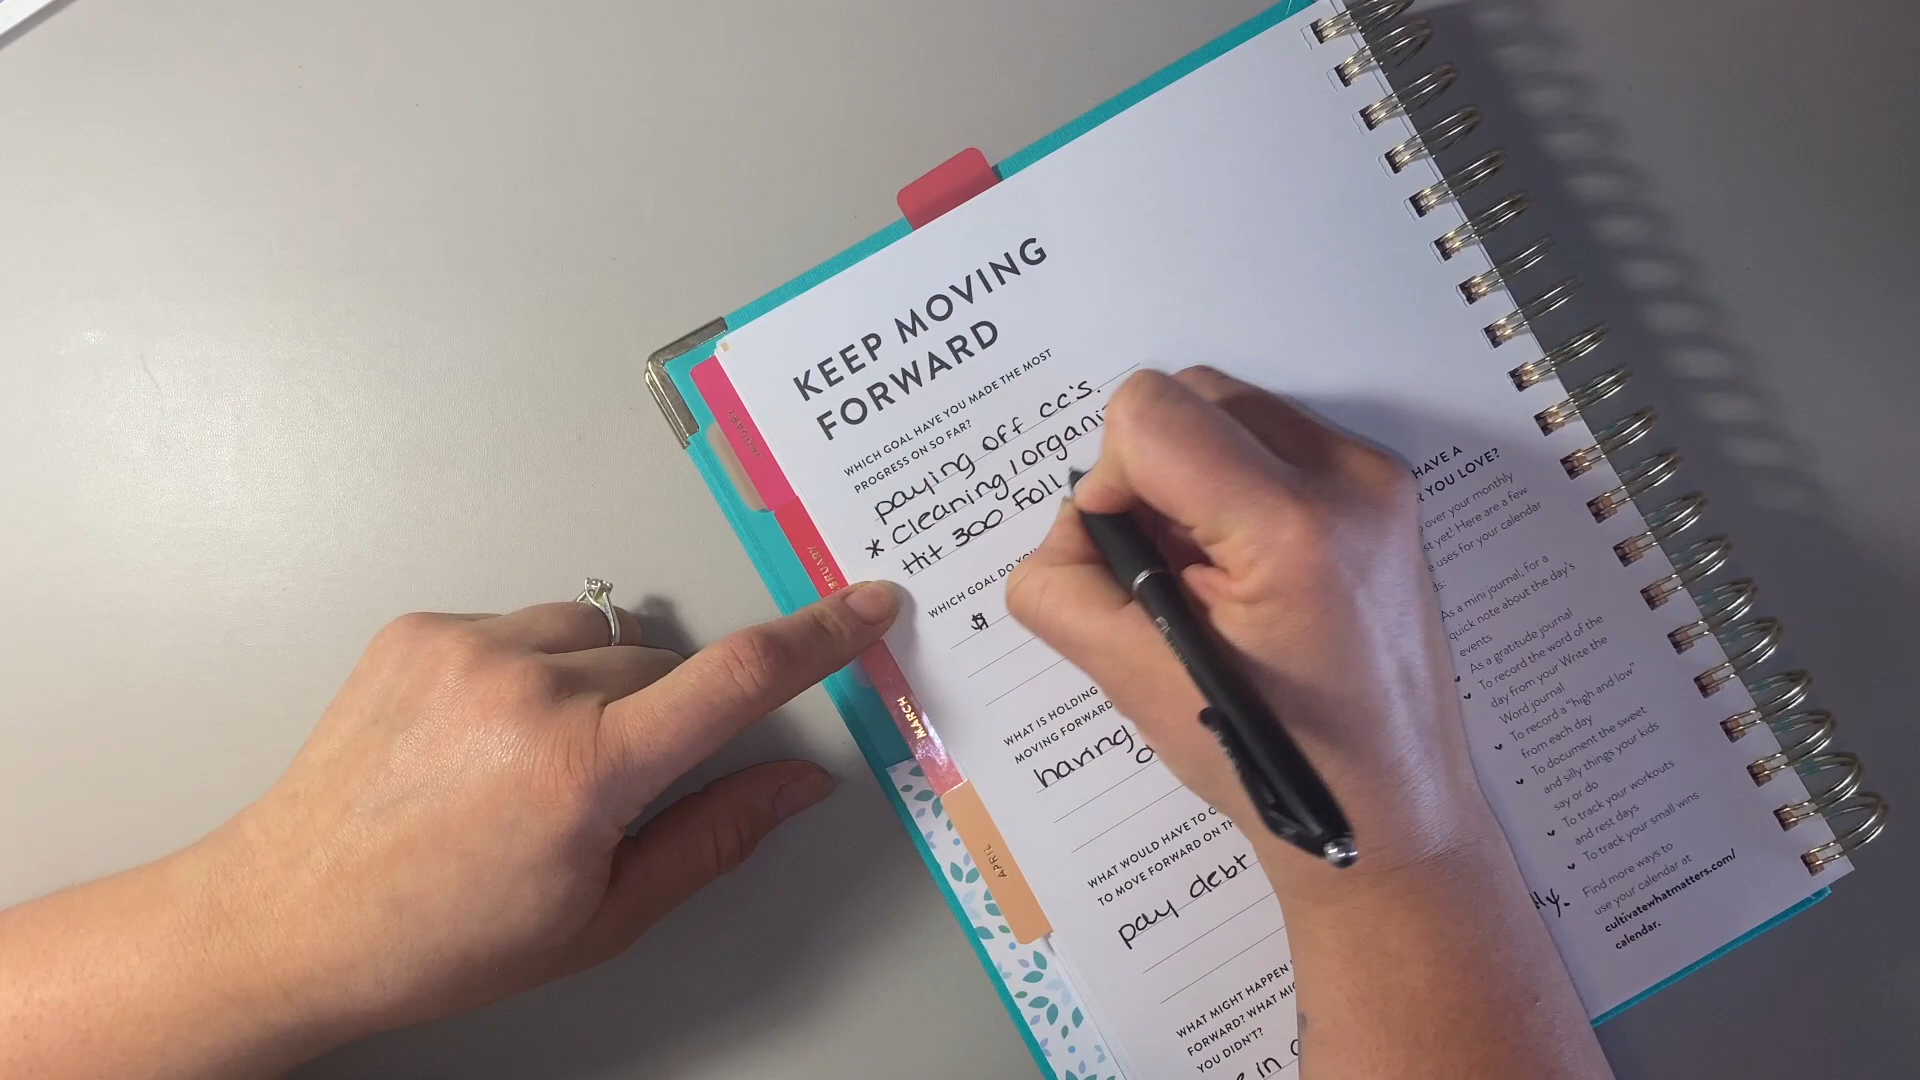 KEEP MOVING
FORWARD
WHICH GOAL HAVE YOU MADE THE MOST
PROGRESS ON SO FAR?
paying off cc's.
* Cleaning / organi
Hit 300 Foll
WHICH GOAL DO YOU
$
WHAT IS HOLDING
MOVING FORWARD
having
WHAT WOULD HAVE TO
TO MOVE FORWARD ON
pay debt
WHAT MIGHT HAPPEN
FORWARD? WHAT
YOU DIDN'T?
in
JANUARY
FEBRUARY
MARCH
APRIL
HAVE A
YOU LOVE?
over your monthly
yet! Here are a few
uses for your calendar
As a mini journal, for a
quick note about the day's
events
As a gratitude journal
To record the word of the
day from your Write the
Word journal
To record a "high and low"
from each day
To document the sweet
and silly things your kids
say or do
To track your workouts
and rest days
To track your small wins
Find more ways to
use your calendar at
cultivatewhatmatters.com/
calendar.